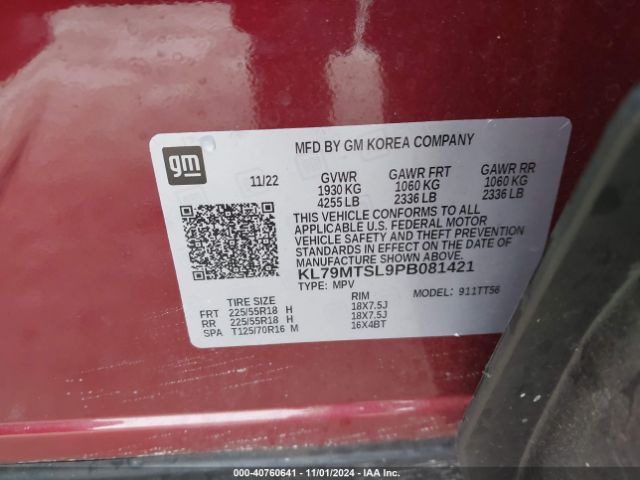 gm
MFD BY GM KOREA COMPANY
11/22 GVWR GAWR FRT GAWR RR
1930 KG 1060 KG 1060 KG
4255 LB 2336 LB 2336 LB
THIS VEHICLE CONFORMS TO ALL
APPLICABLE U.S. FEDERAL MOTOR
VEHICLE SAFETY AND THEFT PREVENTION
STANDARDS IN EFFECT ON THE DATE OF
MANUFACTURE SHOWN ABOVE.
KL79MTSL9PB081421
TYPE: MPV MODEL: 911TT56
TIRE SIZE RIM
FRT 225/55R18 H 18X7.5J
RR 225/55R18 H 18X7.5J
SPA T125/70R16 M 16X4BT
000-40760641 - 11/01/2024 - IAA Inc.